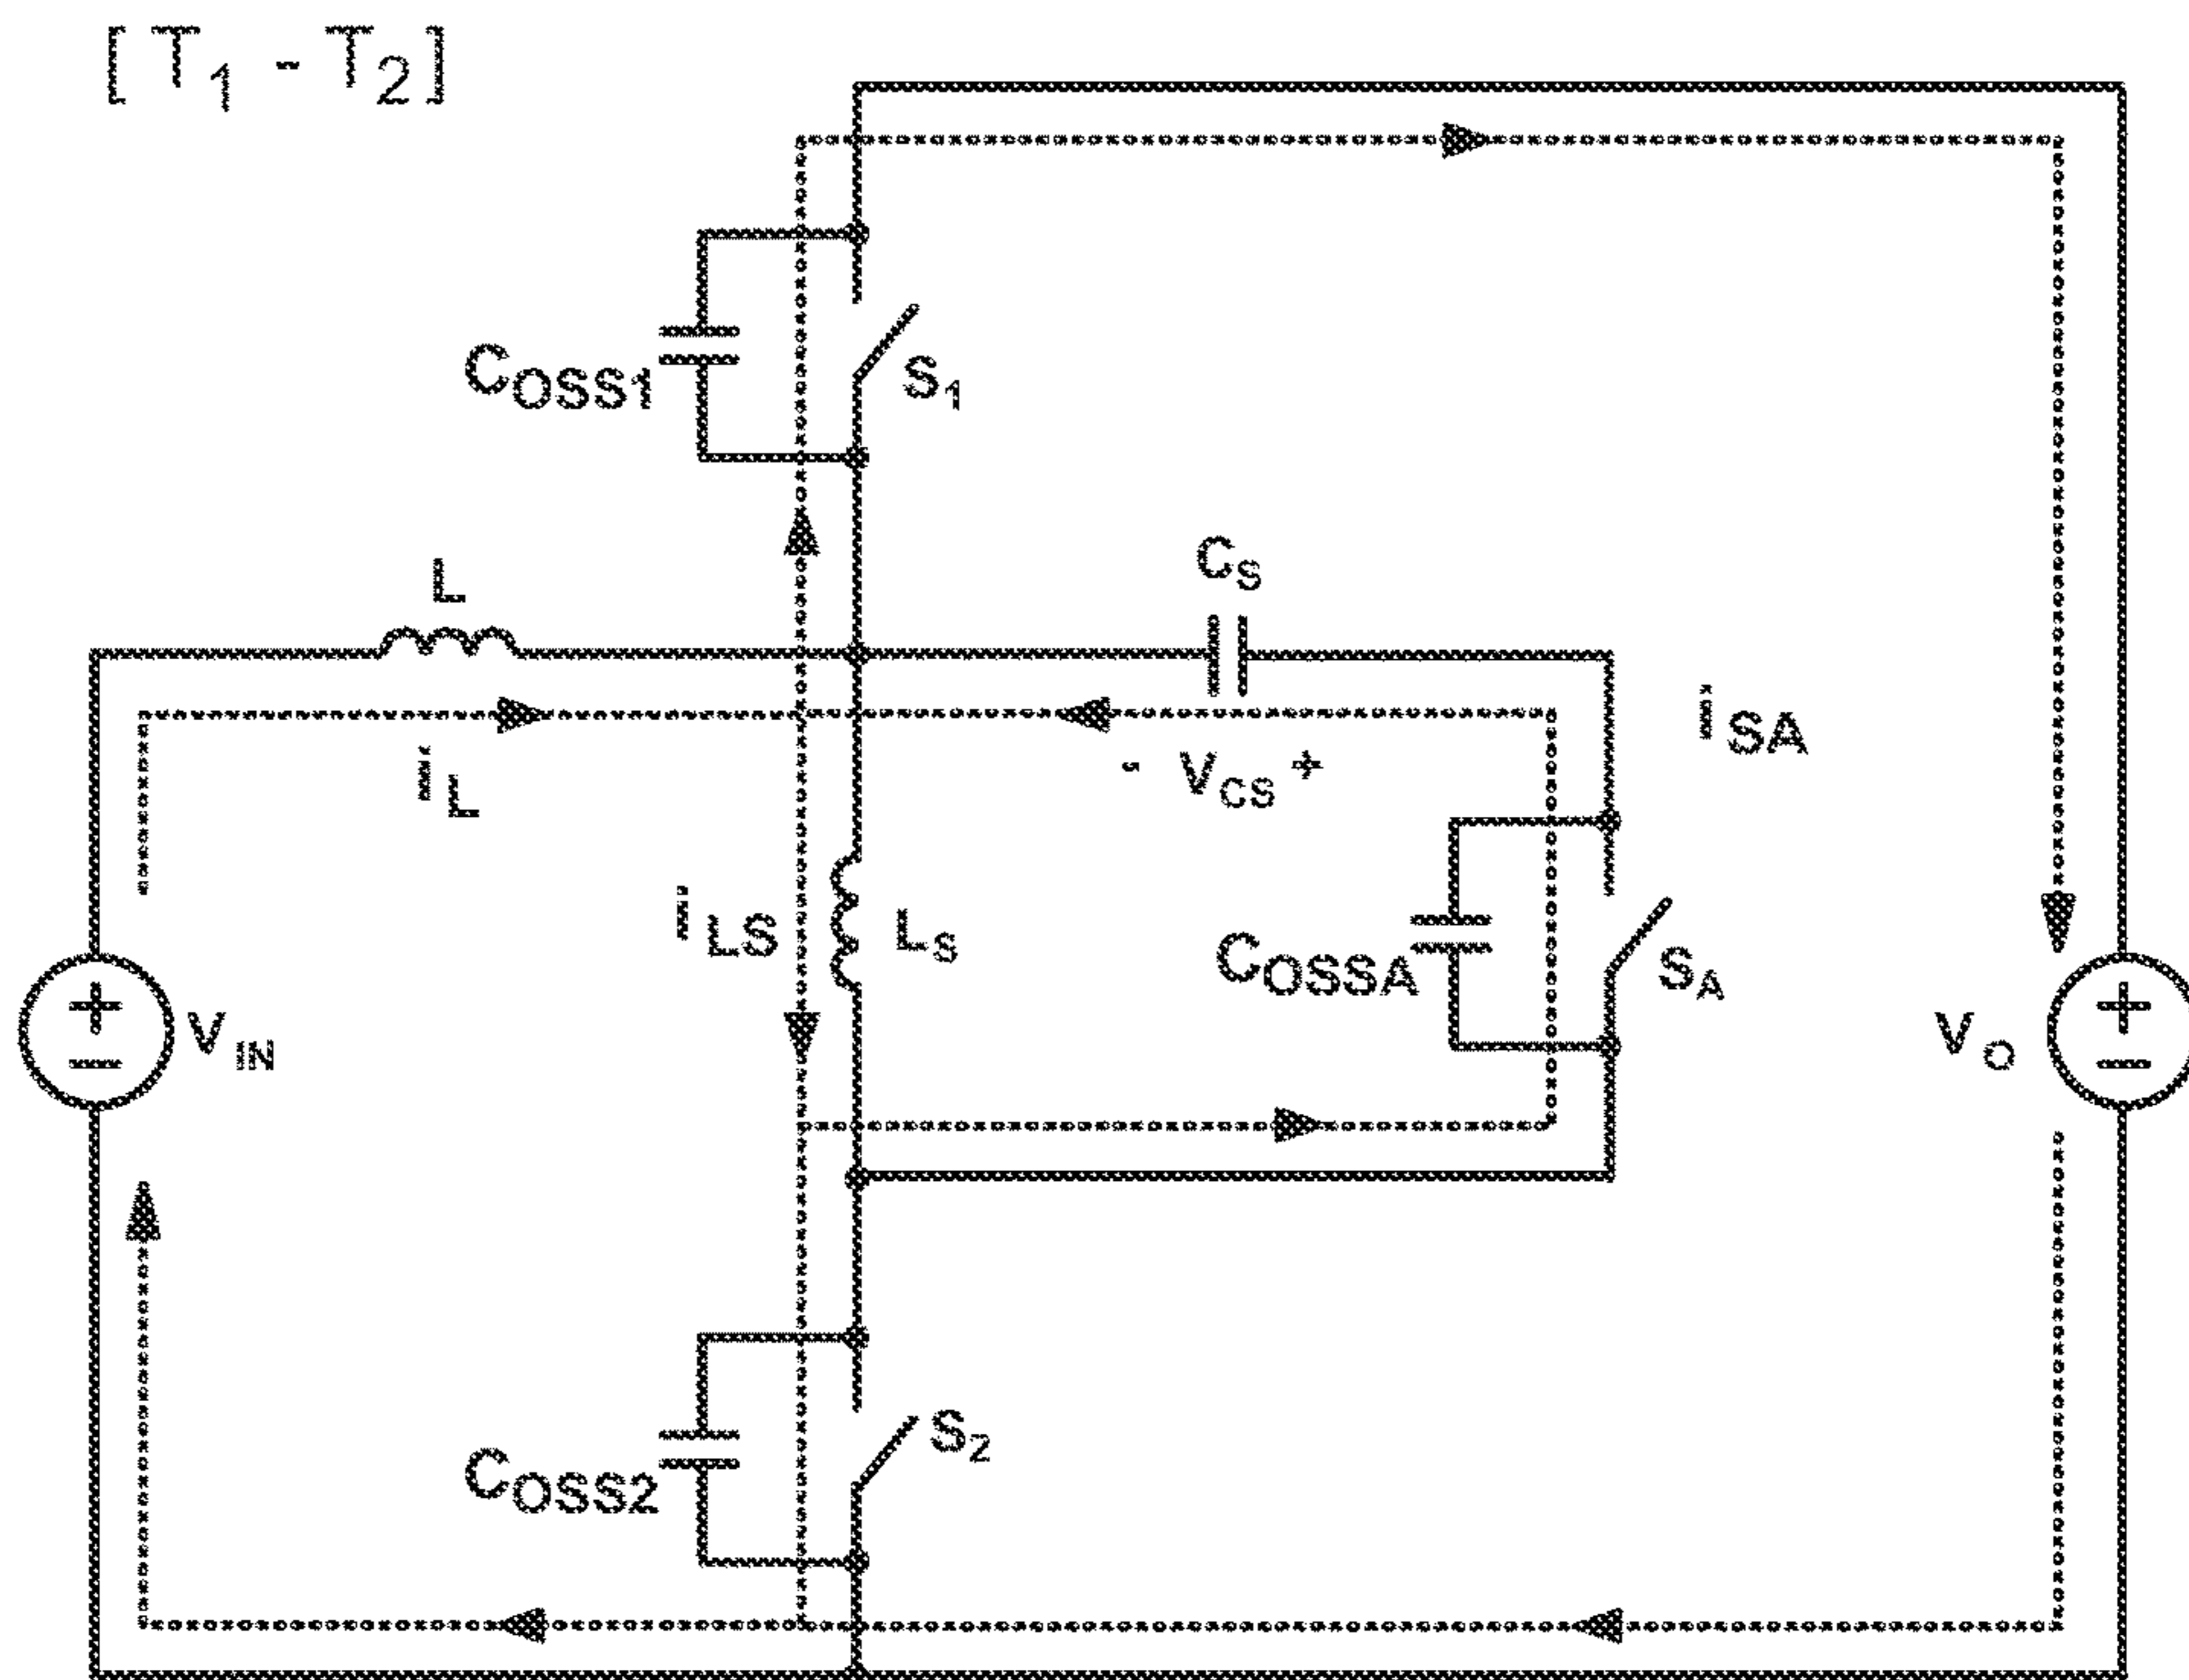 [ T1 - T2 ]
COSS1
S1
L
CS
iL
- VCS +
iSA
iLS
LS
COSSA
SA
+
-
VIN
VO
+
-
COSS2
S2